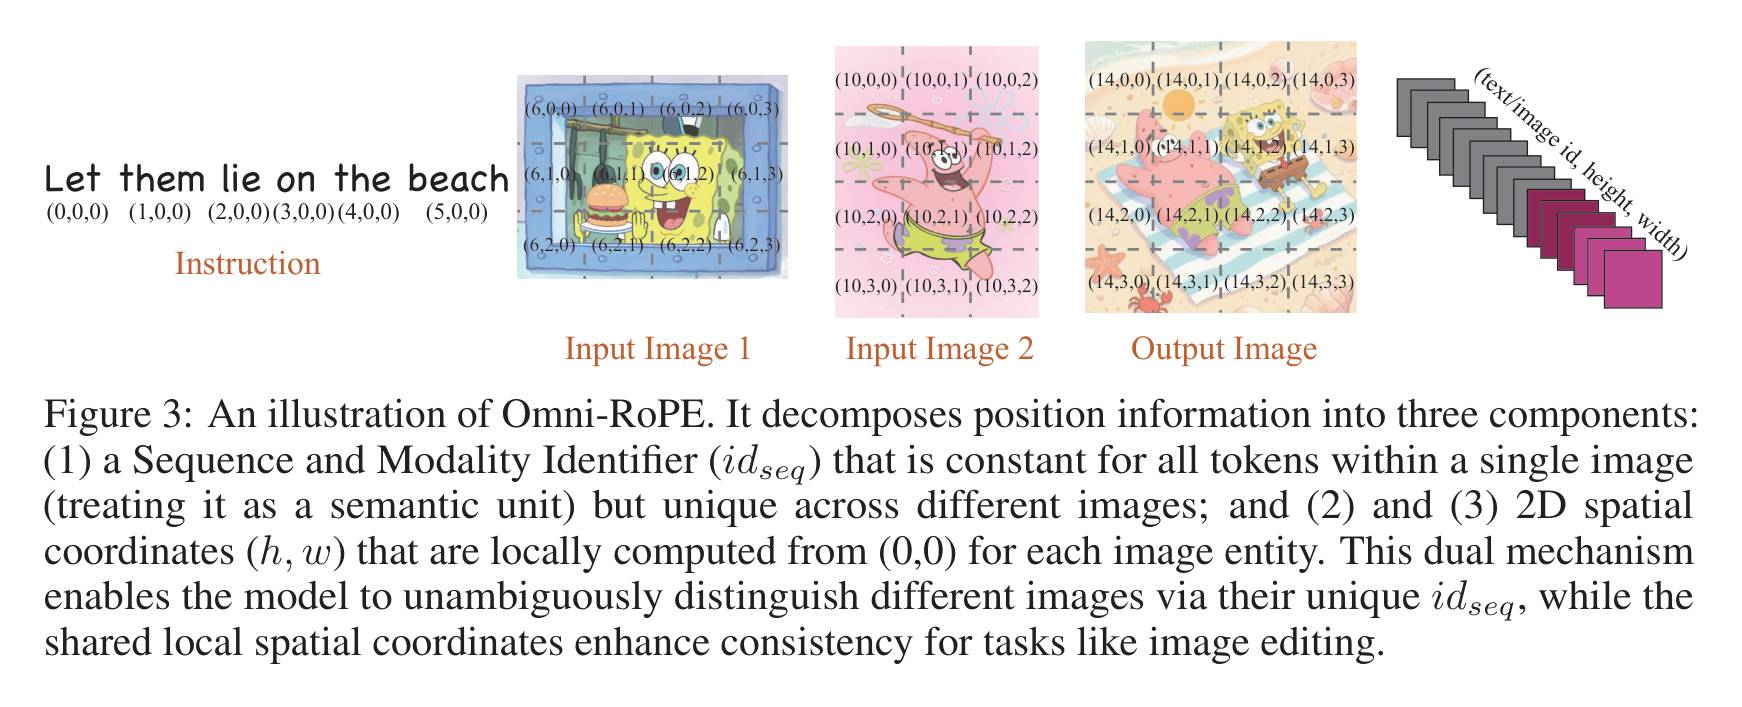 Let them lie on the beach
(0,0,0) (1,0,0) (2,0,0) (3,0,0) (4,0,0) (5,0,0)
Instruction
(6,0,0) (6,0,1) (6,0,2) (6,0,3)
(6,1,0) (6,1,1) (6,1,2) (6,1,3)
(6,2,0) (6,2,1) (6,2,2) (6,2,3)
Input Image 1
(10,0,0) (10,0,1) (10,0,2)
(10,1,0) (10,1,1) (10,1,2)
(10,2,0) (10,2,1) (10,2,2)
(10,3,0) (10,3,1) (10,3,2)
Input Image 2
(14,0,0) (14,0,1) (14,0,2) (14,0,3)
(14,1,0) (14,1,1) (14,1,2) (14,1,3)
(14,2,0) (14,2,1) (14,2,2) (14,2,3)
(14,3,0) (14,3,1) (14,3,2) (14,3,3)
Output Image
(text/image id, height, width)
Figure 3: An illustration of Omni-RoPE. It decomposes position information into three components:
(1) a Sequence and Modality Identifier (id_seq) that is constant for all tokens within a single image
(treating it as a semantic unit) but unique across different images; and (2) and (3) 2D spatial
coordinates (h, w) that are locally computed from (0,0) for each image entity. This dual mechanism
enables the model to unambiguously distinguish different images via their unique id_seq, while the
shared local spatial coordinates enhance consistency for tasks like image editing.